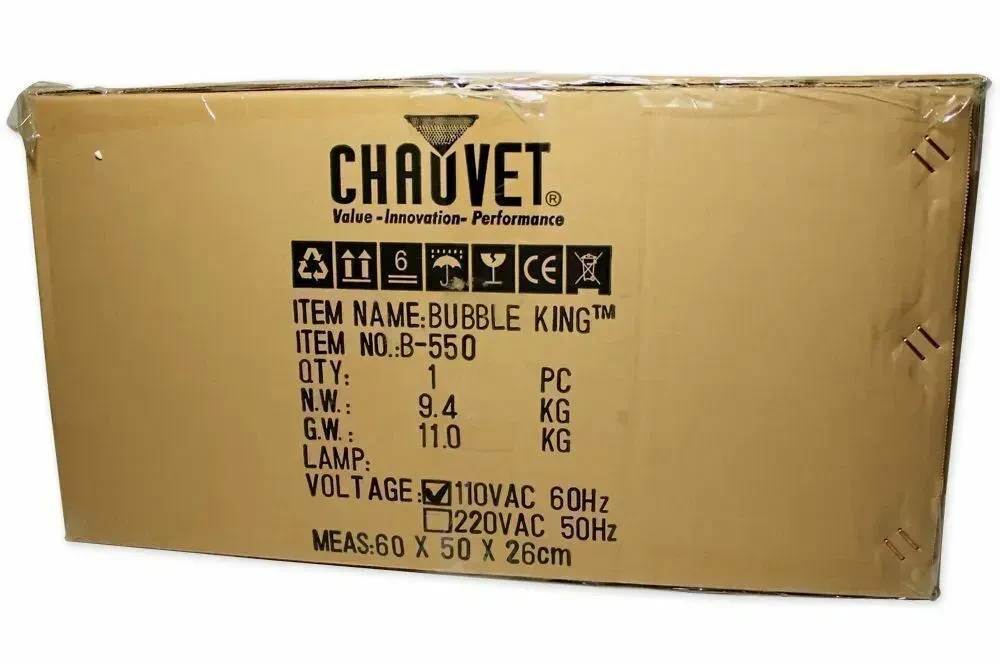 CHAUVET®
Value - Innovation - Performance
6 CE
ITEM NAME:BUBBLE KING™
ITEM NO.:B-550
QTY: 1 PC
N.W.: 9.4 KG
G.W.: 11.0 KG
LAMP:
VOLTAGE:☑110VAC 60Hz
☐220VAC 50Hz
MEAS:60 X 50 X 26cm